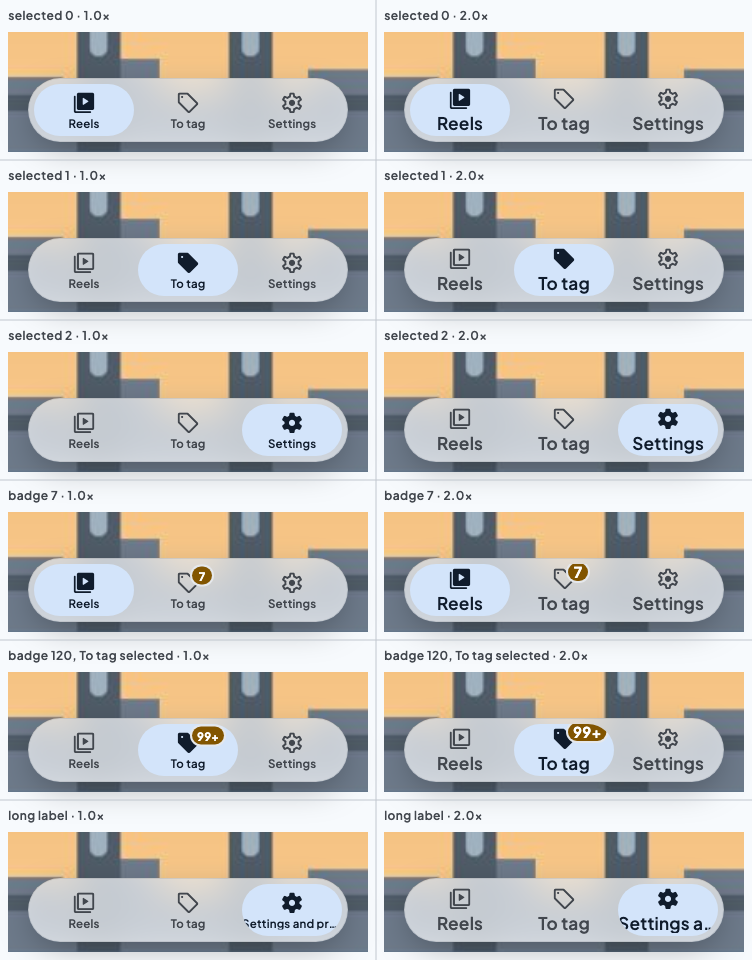 selected 0 · 1.0×
selected 0 · 2.0×
Reels
To tag
Settings
Reels
To tag
Settings
selected 1 · 1.0×
selected 1 · 2.0×
Reels
To tag
Settings
Reels
To tag
Settings
selected 2 · 1.0×
selected 2 · 2.0×
Reels
To tag
Settings
Reels
To tag
Settings
badge 7 · 1.0×
badge 7 · 2.0×
7
7
Reels
To tag
Settings
Reels
To tag
Settings
badge 120, To tag selected · 1.0×
badge 120, To tag selected · 2.0×
99+
99+
Reels
To tag
Settings
Reels
To tag
Settings
long label · 1.0×
long label · 2.0×
Reels
To tag
Settings and pr…
Reels
To tag
Settings a…